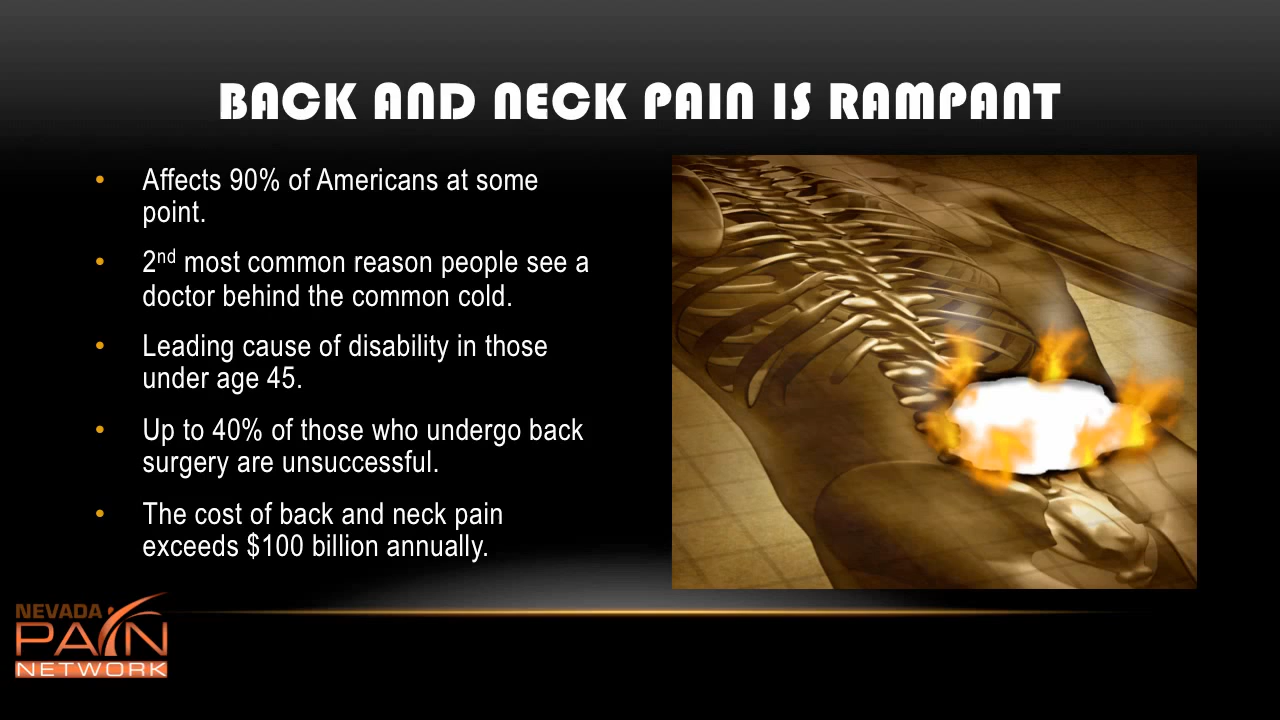 BACK AND NECK PAIN IS RAMPANT
• Affects 90% of Americans at some
point.
• 2nd most common reason people see a
doctor behind the common cold.
• Leading cause of disability in those
under age 45.
• Up to 40% of those who undergo back
surgery are unsuccessful.
• The cost of back and neck pain
exceeds $100 billion annually.
NEVADA
PAIN
NETWORK